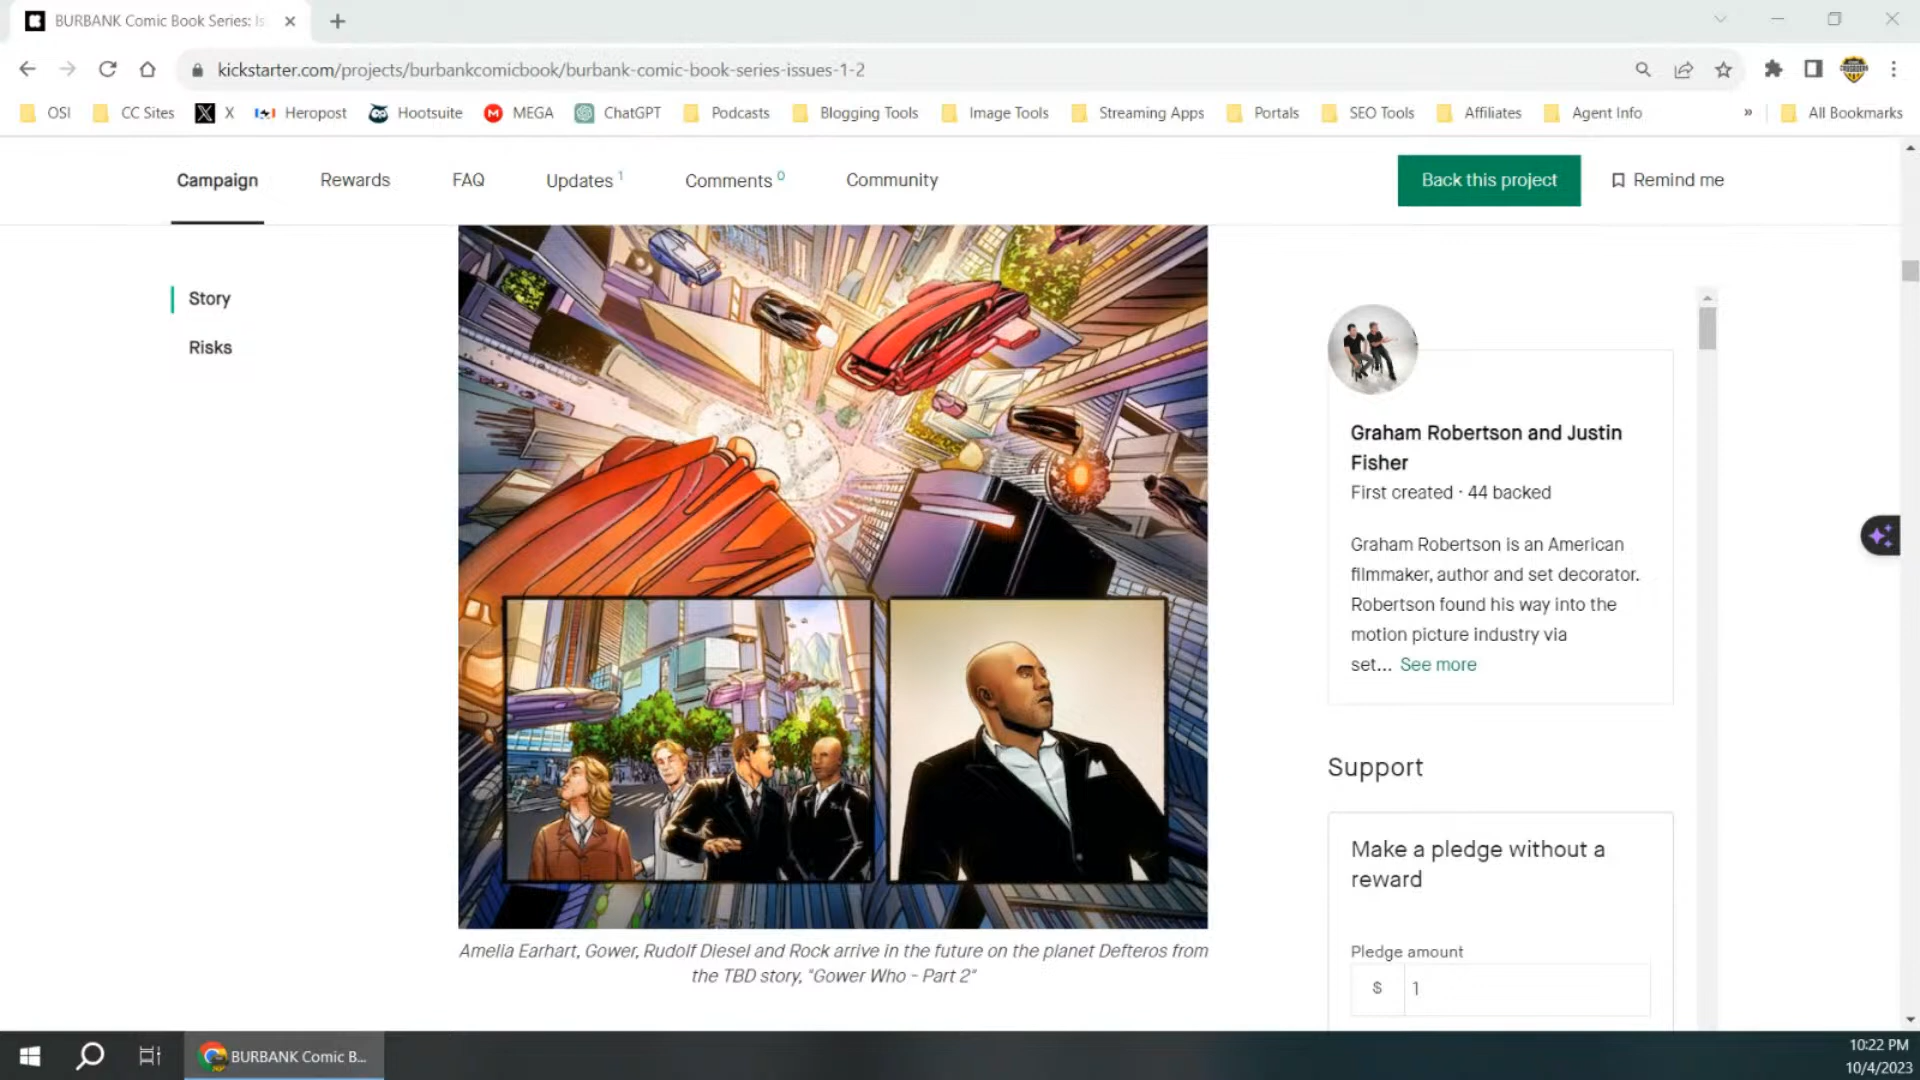 BURBANK Comic Book Series: Is
kickstarter.com/projects/burbankcomicbook/burbank-comic-book-series-issues-1-2
OSI CC Sites X Heropost Hootsuite MEGA ChatGPT Podcasts Blogging Tools Image Tools Streaming Apps Portals SEO Tools Affiliates Agent Info » All Bookmarks
Campaign Rewards FAQ Updates 1 Comments 0 Community Back this project Remind me
Story
Risks
Graham Robertson and Justin
Fisher
First created · 44 backed
Graham Robertson is an American
filmmaker, author and set decorator.
Robertson found his way into the
motion picture industry via
set... See more
Support
Make a pledge without a
reward
Pledge amount
$ 1
Amelia Earhart, Gower, Rudolf Diesel and Rock arrive in the future on the planet Defteros from
the TBD story, "Gower Who - Part 2"
BURBANK Comic B...
10:22 PM
10/4/2023